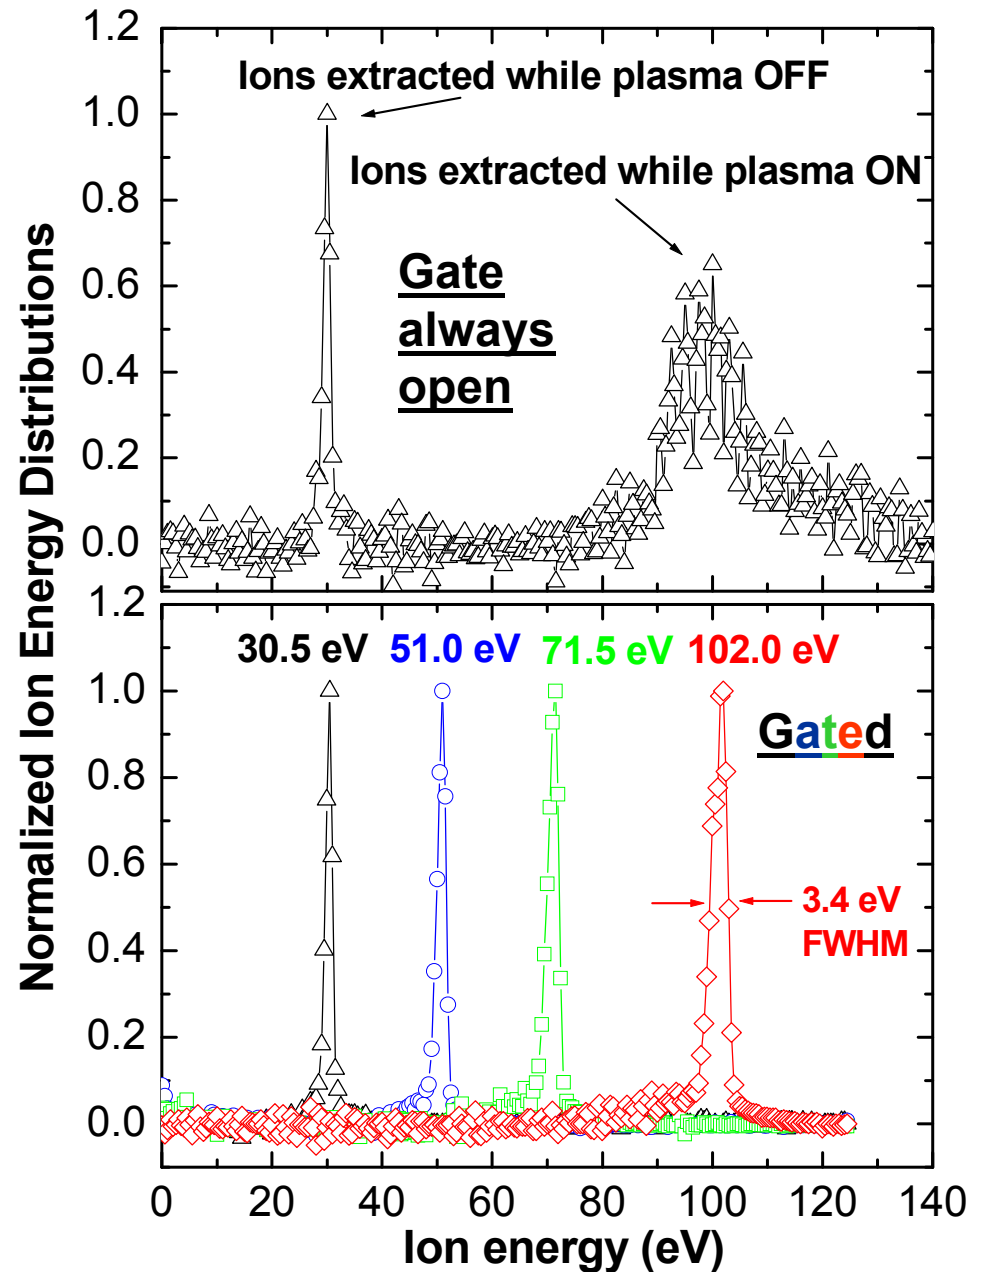 1.2
Ions extracted while plasma OFF
1.0
Ions extracted while plasma ON
0.8
Gate
always
open
0.6
0.4
0.2
0.0
Normalized Ion Energy Distributions
1.2
30.5 eV 51.0 eV 71.5 eV 102.0 eV
1.0
Gated
0.8
0.6
3.4 eV
FWHM
0.4
0.2
0.0
0 20 40 60 80 100 120 140
Ion energy (eV)